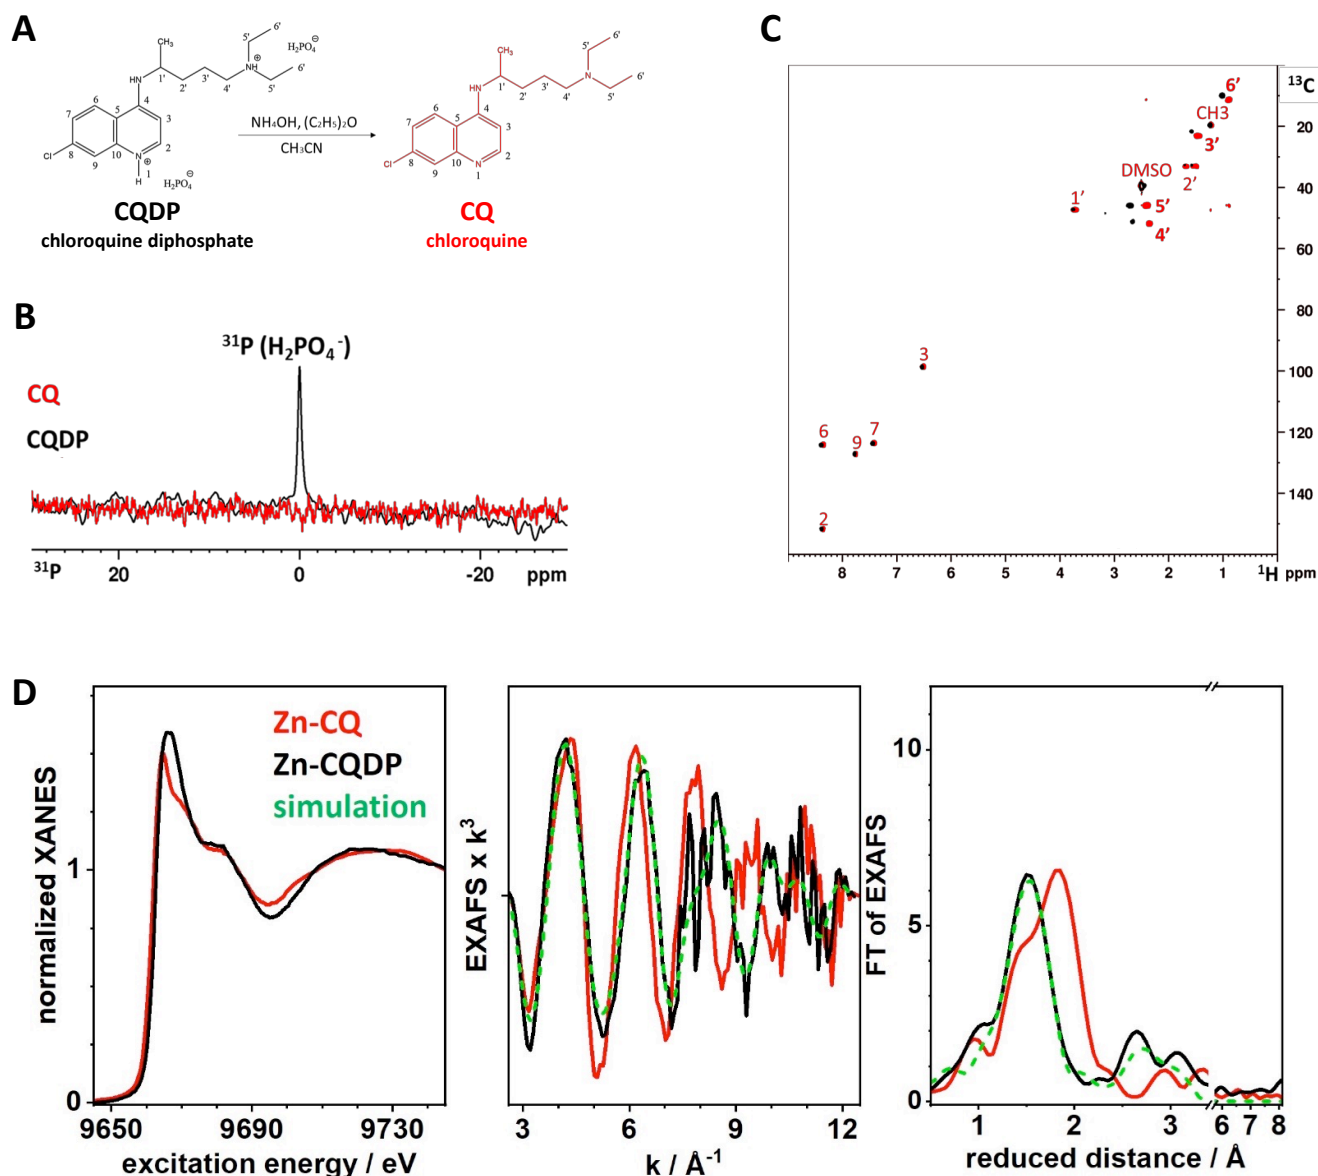 A
CH₃
HN
1'
2'
3'
4'
5'
6'
NH
⊕
H₂PO₄⊖
5'
6'
6
5
4
3
7
8
9
10
2
1
N
⊕
H
Cl
H₂PO₄⊖
NH₄OH, (C₂H₅)₂O
CH₃CN
CH₃
HN
1'
2'
3'
4'
5'
6'
N
5'
6'
6
5
4
3
7
8
9
10
2
N
1
Cl
CQDP
chloroquine diphosphate
CQ
chloroquine
B
³¹P (H₂PO₄⁻)
CQ
CQDP
³¹P 20 0 -20 ppm
C
¹³C
6'
CH3
3'
DMSO
2'
1'
5'
4'
3
6
9
7
2
20
40
60
80
100
120
140
8 7 6 5 4 3 2 1 ¹H ppm
D
normalized XANES
1
0
Zn-CQ
Zn-CQDP
simulation
9650 9690 9730
excitation energy / eV
EXAFS x k³
3 6 9 12
k / Å⁻¹
FT of EXAFS
10
5
0
1 2 3 6 7 8
reduced distance / Å